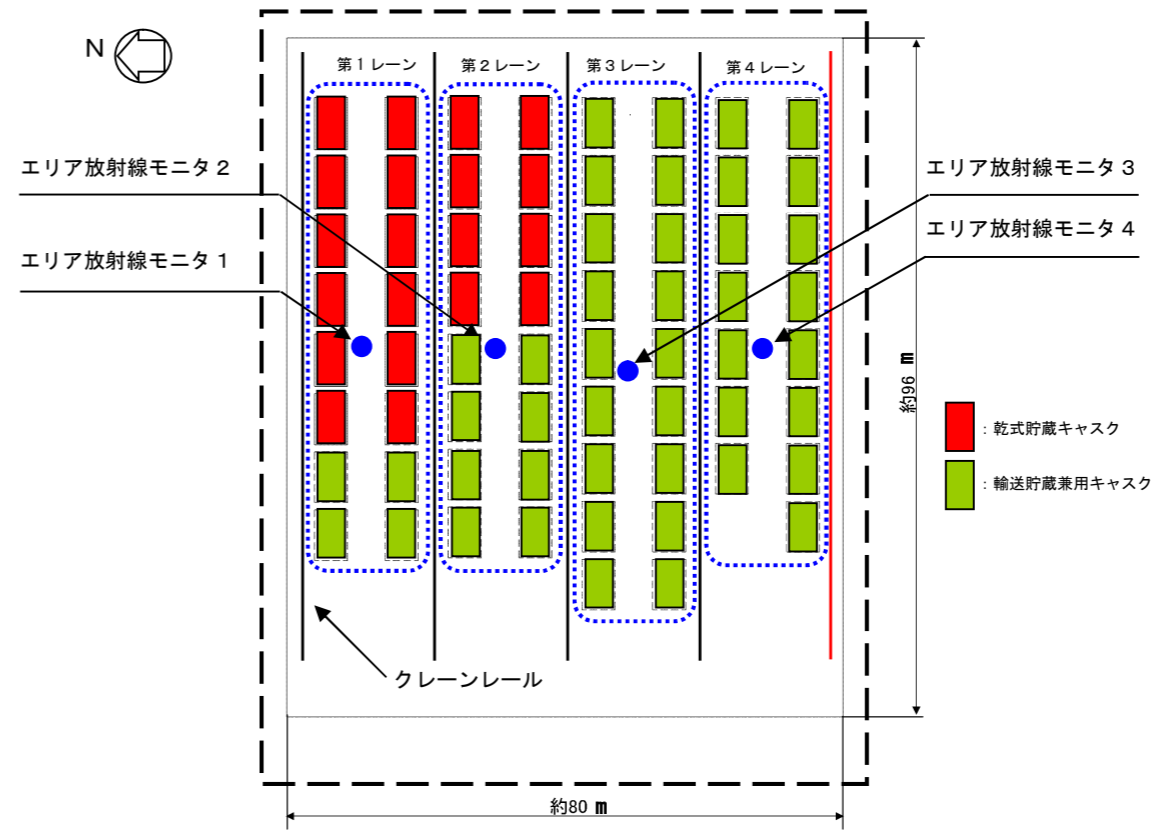 N
第1レーン
第2レーン
第3レーン
第4レーン
エリア放射線モニタ2
エリア放射線モニタ1
エリア放射線モニタ3
エリア放射線モニタ4
約96 m
:乾式貯蔵キャスク
:輸送貯蔵兼用キャスク
クレーンレール
約80 m